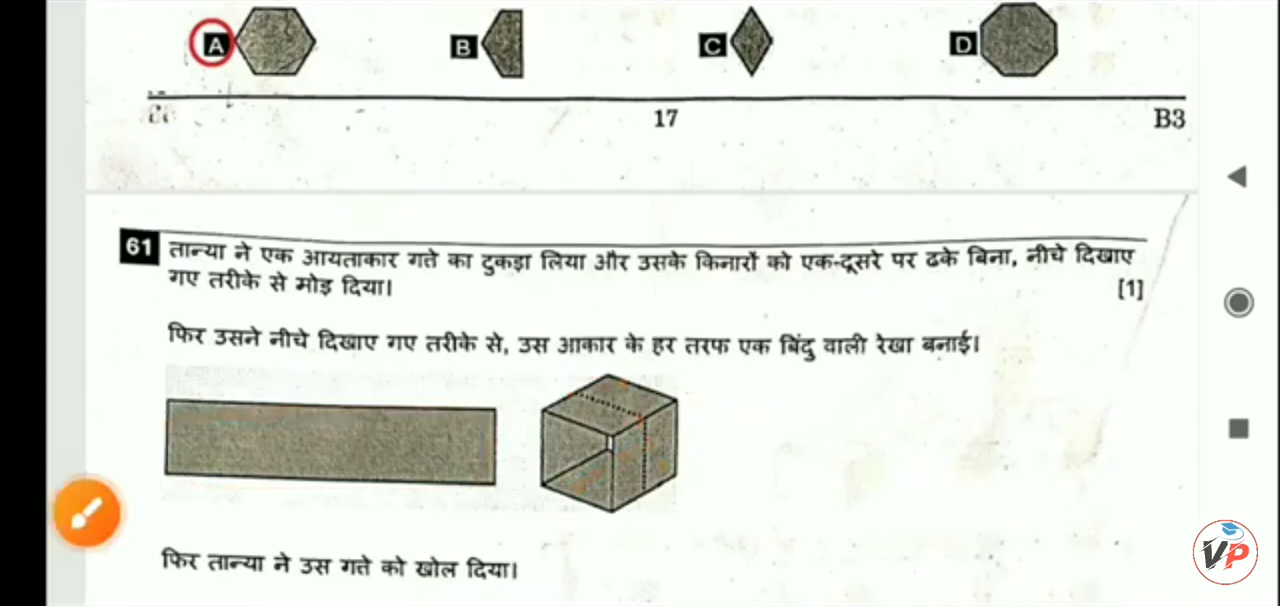 A B C D
17 B3
61 तान्या ने एक आयताकार गते का टुकड़ा लिया और उसके किनारों को एक-दूसरे पर ढके बिना, नीचे दिखाए
गए तरीके से मोड़ दिया। [1]
फिर उसने नीचे दिखाए गए तरीके से, उस आकार के हर तरफ एक बिंदु वाली रेखा बनाई।
फिर तान्या ने उस गत्ते को खोल दिया।
VP